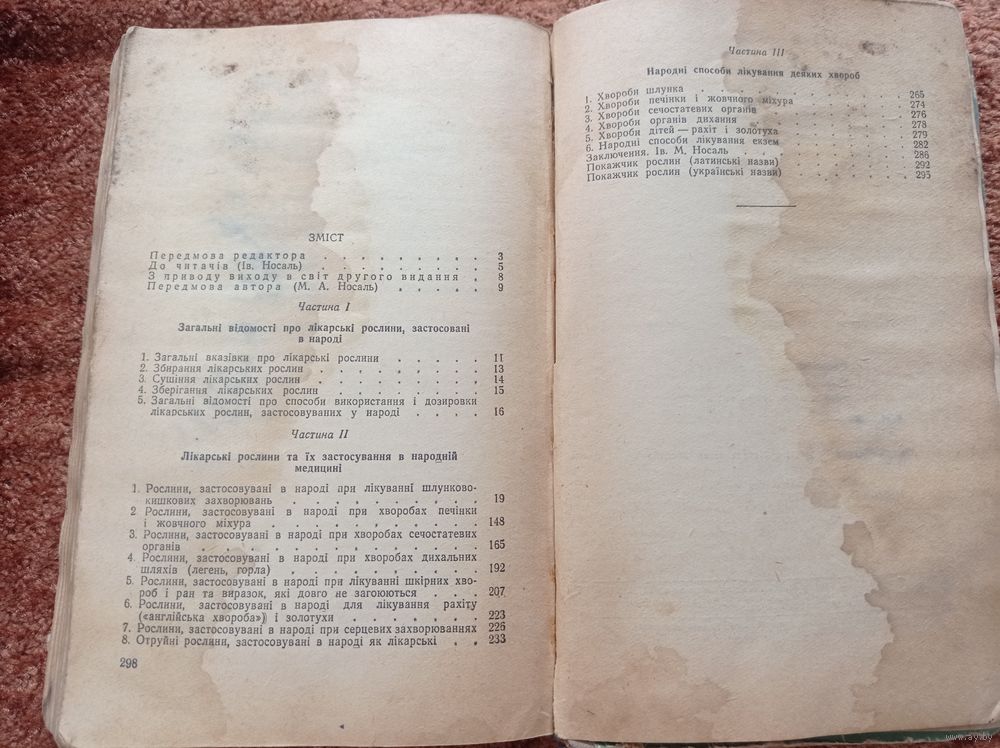 ЗМІСТ
Передмова редактора . . . . . . . . . 3
До читачів (Ів. Носаль) . . . . . . . . 5
З приводу виходу в світ другого видання . 8
Передмова автора (М. А. Носаль) . . . . . 9
Частина I
Загальні відомості про лікарські рослини, застосовані
в народі
1. Загальні вказівки про лікарські рослини . . . . . 11
2. Збирання лікарських рослин . . . . . . . . . 13
3. Сушіння лікарських рослин . . . . . . . . . 14
4. Зберігання лікарських рослин . . . . . . . . 15
5. Загальні відомості про способи використання і дозировки
лікарських рослин, застосовуваних у народі . . . . 16
Частина II
Лікарські рослини та їх застосування в народній
медицині
1. Рослини, застосовувані в народі при лікуванні шлунково-
кишкових захворювань . . . . . . . . . . 19
2 Рослини, застосовувані в народі при хворобах печінки
і жовчного міхура . . . . . . . . . . . . 148
3. Рослини, застосовувані в народі при хворобах сечостатевих
органів . . . . . . . . . . . . . . . 165
4. Рослини, застосовувані в народі при хворобах дихальних
шляхів (легень, горла) . . . . . . . . . . 192
5. Рослини, застосовувані в народі при лікуванні шкірних хво-
роб і ран та виразок, які довго не загоюються . . . 207
6. Рослини, застосовувані в народі для лікування рахіту
(«англійська хвороба») і золотухи . . . . . . . 223
7. Рослини, застосовувані в народі при серцевих захворюваннях 226
8. Отруйні рослини, застосовувані в народі як лікарські . . 233
298
Частина III
Народні способи лікування деяких хвороб
1. Хвороби шлунка . . . . . . . . . . . 265
2. Хвороби печінки і жовчного міхура . . . . . . 274
3. Хвороби сечостатевих органів . . . . . . . . 276
4. Хвороби органів дихання . . . . . . . . . 278
5. Хвороби дітей — рахіт і золотуха . . . . . . . 279
6. Народні способи лікування екзем . . . . . . . 282
Заключення. Ів. М. Носаль . . . . . . . . . 286
Покажчик рослин (латинські назви) . . . . . . . 292
Покажчик рослин (українські назви) . . . . . . . 295
www.ay.by